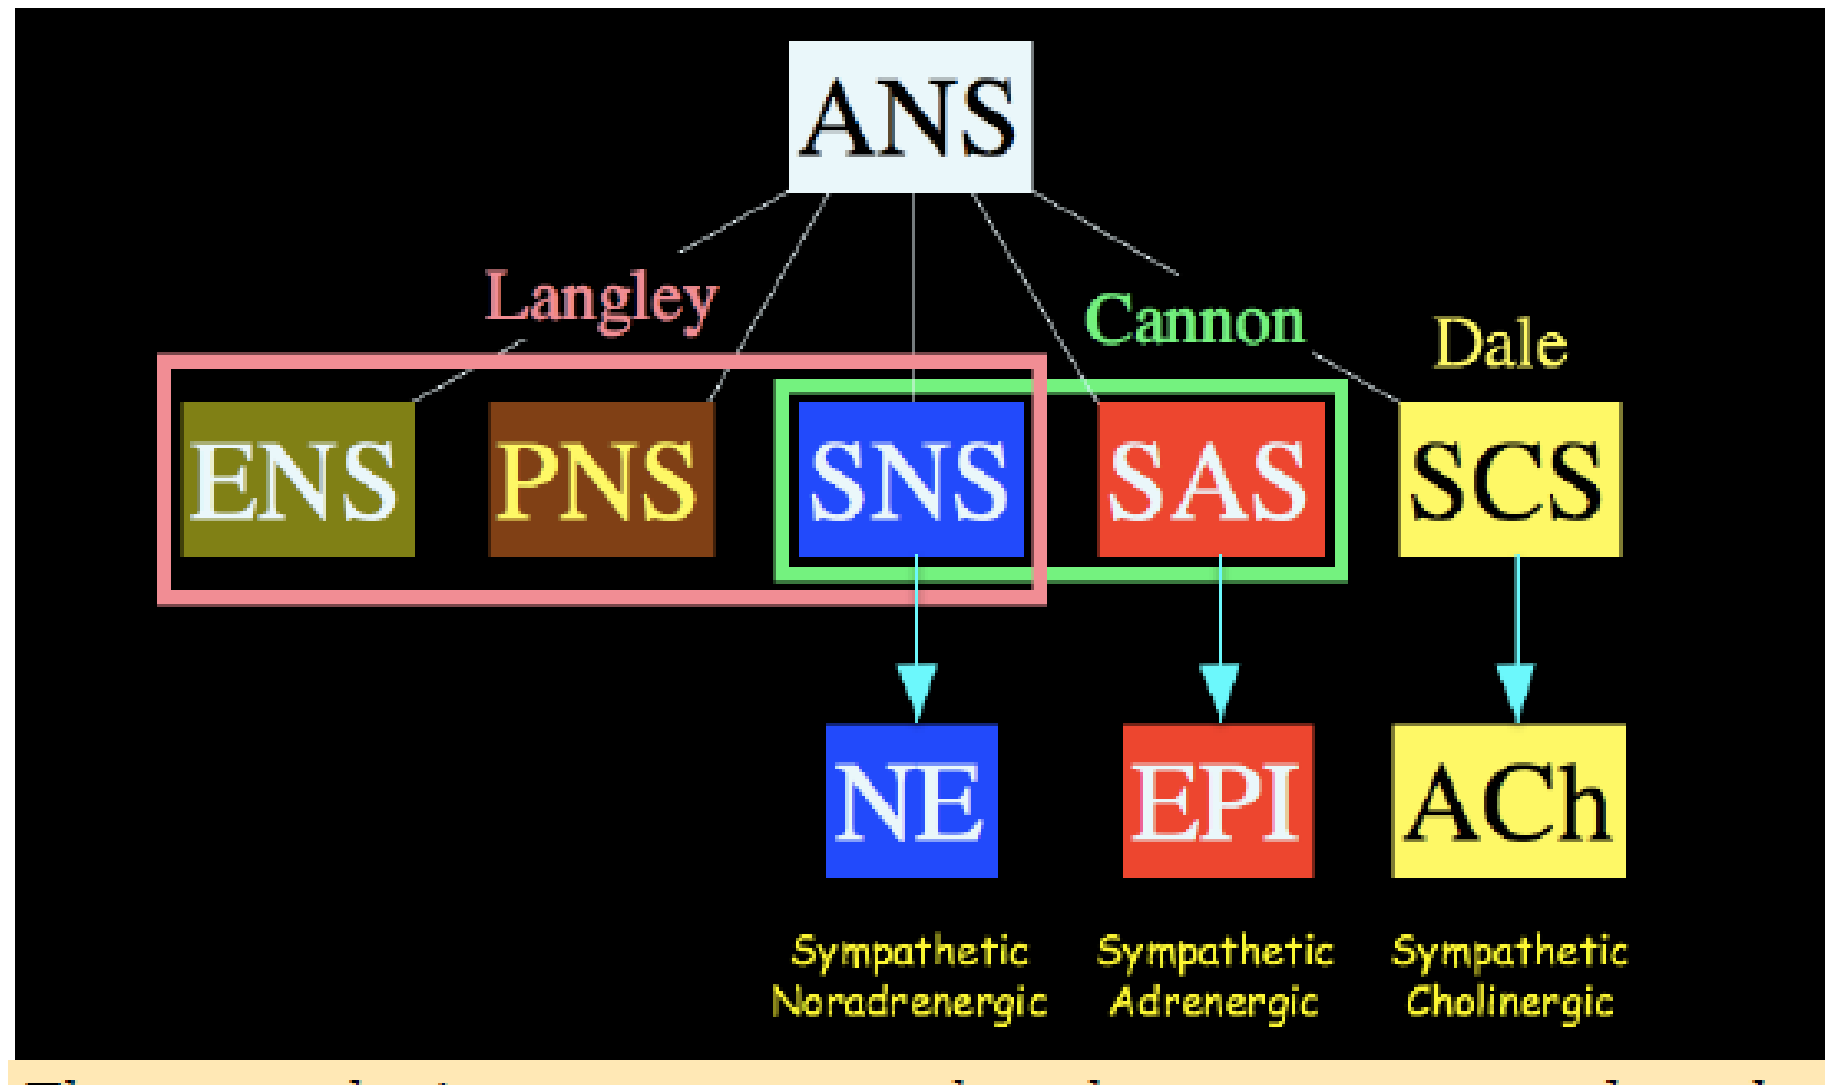 ANS
Langley
Cannon
Dale
ENS PNS SNS SAS SCS
NE EPI ACh
Sympathetic Sympathetic Sympathetic
Noradrenergic Adrenergic Cholinergic